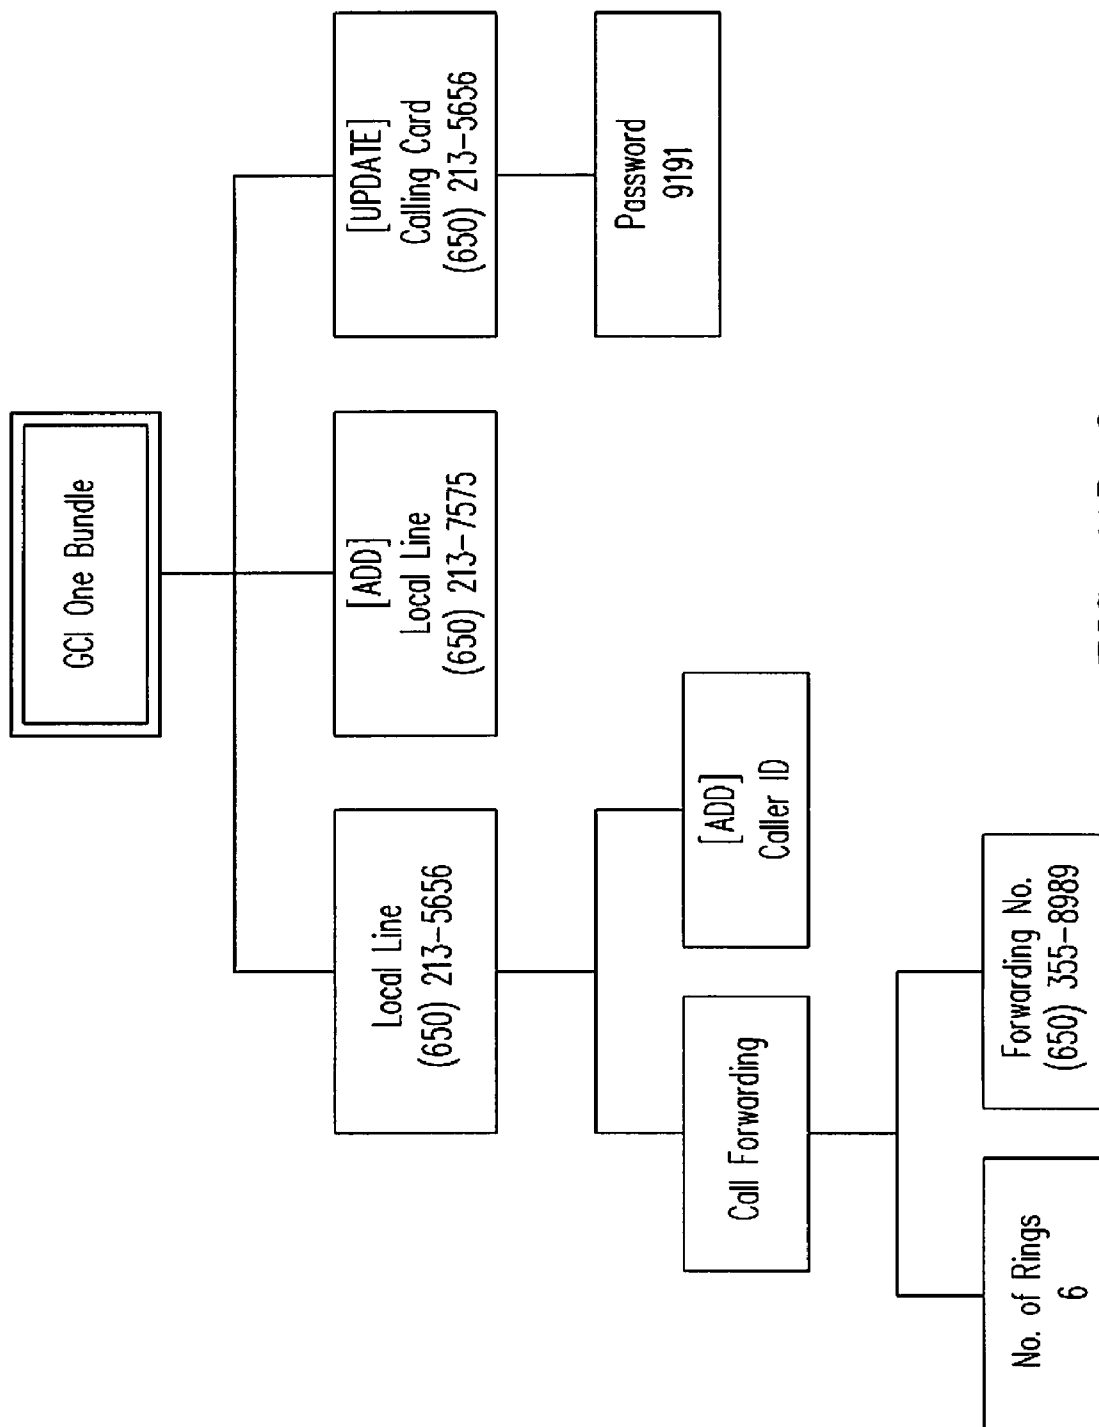 GCI One Bundle
Local Line
(650) 213-5656
[ADD]
Local Line
(650) 213-7575
[UPDATE]
Calling Card
(650) 213-5656
Call Forwarding
[ADD]
Caller ID
Password
9191
No. of Rings
6
Forwarding No.
(650) 355-8989